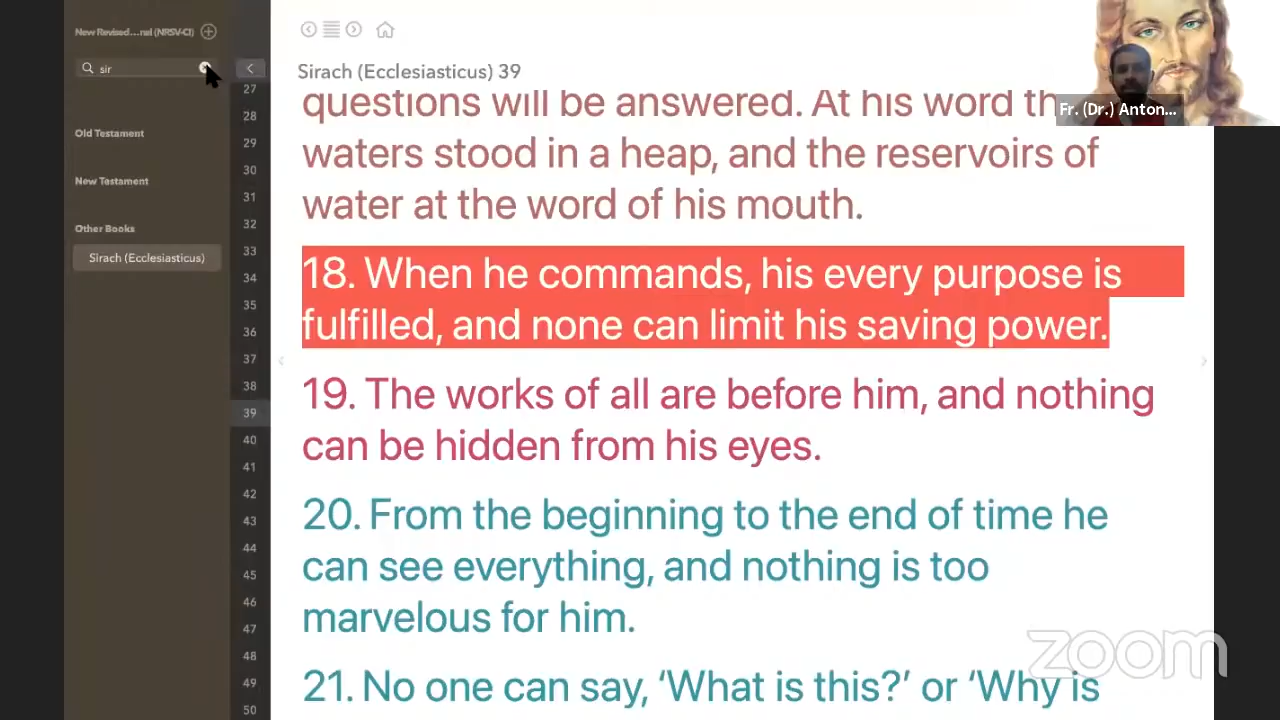 New Revised...nal (NRSV-CI)
sir
Old Testament
New Testament
Other Books
Sirach (Ecclesiasticus)
27
28
29
30
31
32
33
34
35
36
37
38
39
40
41
42
43
44
45
46
47
48
49
50
Sirach (Ecclesiasticus) 39
questions will be answered. At his word th
waters stood in a heap, and the reservoirs of
water at the word of his mouth.
18. When he commands, his every purpose is
fulfilled, and none can limit his saving power.
19. The works of all are before him, and nothing
can be hidden from his eyes.
20. From the beginning to the end of time he
can see everything, and nothing is too
marvelous for him.
21. No one can say, ‘What is this?’ or ‘Why is
Fr. (Dr.) Anton...
zoom